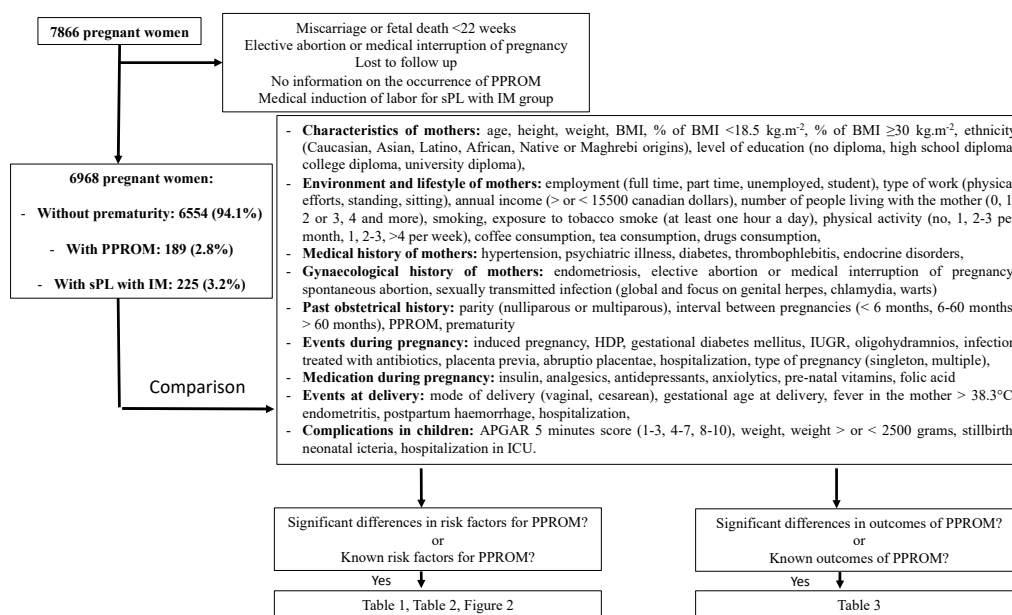 7866 pregnant women
Miscarriage or fetal death <22 weeks
Elective abortion or medical interruption of pregnancy
Lost to follow up
No information on the occurrence of PPROM
Medical induction of labor for sPL with IM group
6968 pregnant women:
- Without prematurity: 6554 (94.1%)
- With PPROM: 189 (2.8%)
- With sPL with IM: 225 (3.2%)
Comparison
- Characteristics of mothers: age, height, weight, BMI, % of BMI <18.5 kg.m-2, % of BMI ≥30 kg.m-2, ethnicity
(Caucasian, Asian, Latino, African, Native or Maghrebi origins), level of education (no diploma, high school diploma
college diploma, university diploma),
- Environment and lifestyle of mothers: employment (full time, part time, unemployed, student), type of work (physica
efforts, standing, sitting), annual income (> or < 15500 canadian dollars), number of people living with the mother (0, 1
2 or 3, 4 and more), smoking, exposure to tobacco smoke (at least one hour a day), physical activity (no, 1, 2-3 per
month, 1, 2-3, >4 per week), coffee consumption, tea consumption, drugs consumption,
- Medical history of mothers: hypertension, psychiatric illness, diabetes, thrombophlebitis, endocrine disorders,
- Gynaecological history of mothers: endometriosis, elective abortion or medical interruption of pregnancy
spontaneous abortion, sexually transmitted infection (global and focus on genital herpes, chlamydia, warts)
- Past obstetrical history: parity (nulliparous or multiparous), interval between pregnancies (< 6 months, 6-60 months
> 60 months), PPROM, prematurity
- Events during pregnancy: induced pregnancy, HDP, gestational diabetes mellitus, IUGR, oligohydramnios, infection
treated with antibiotics, placenta previa, abruptio placentae, hospitalization, type of pregnancy (singleton, multiple),
- Medication during pregnancy: insulin, analgesics, antidepressants, anxiolytics, pre-natal vitamins, folic acid
- Events at delivery: mode of delivery (vaginal, cesarean), gestational age at delivery, fever in the mother > 38.3°C
endometritis, postpartum haemorrhage, hospitalization,
- Complications in children: APGAR 5 minutes score (1-3, 4-7, 8-10), weight, weight > or < 2500 grams, stillbirth
neonatal icteria, hospitalization in ICU.
Significant differences in risk factors for PPROM?
or
Known risk factors for PPROM?
Yes
Table 1, Table 2, Figure 2
Significant differences in outcomes of PPROM?
or
Known outcomes of PPROM?
Yes
Table 3